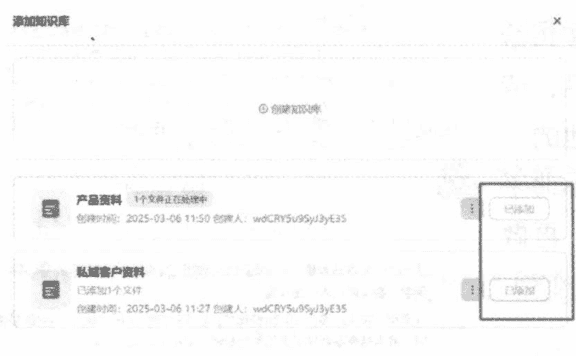 添加知识库
创建知识库
产品资料 1个文件正在处理中
创建时间: 2025-03-06 11:50 创建人: wdCRY5u9SyJ3yE35
已添加
私域客户资料
已添加1个文件
创建时间: 2025-03-06 11:27 创建人: wdCRY5u9SyJ3yE35
已添加